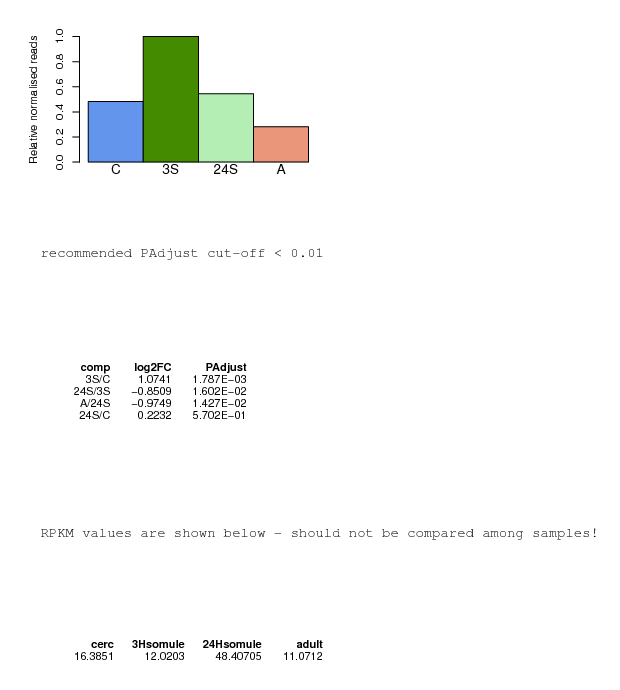 Relative normalised reads
1.0
0.8
0.6
0.4
0.2
0.0
C 3S 24S A
recommended PAdjust cut-off < 0.01
comp log2FC PAdjust
3S/C 1.0741 1.787E−03
24S/3S −0.8509 1.602E−02
A/24S −0.9749 1.427E−02
24S/C 0.2232 5.702E−01
RPKM values are shown below - should not be compared among samples!
cerc 3Hsomule 24Hsomule adult
16.3851 12.0203 48.40705 11.0712